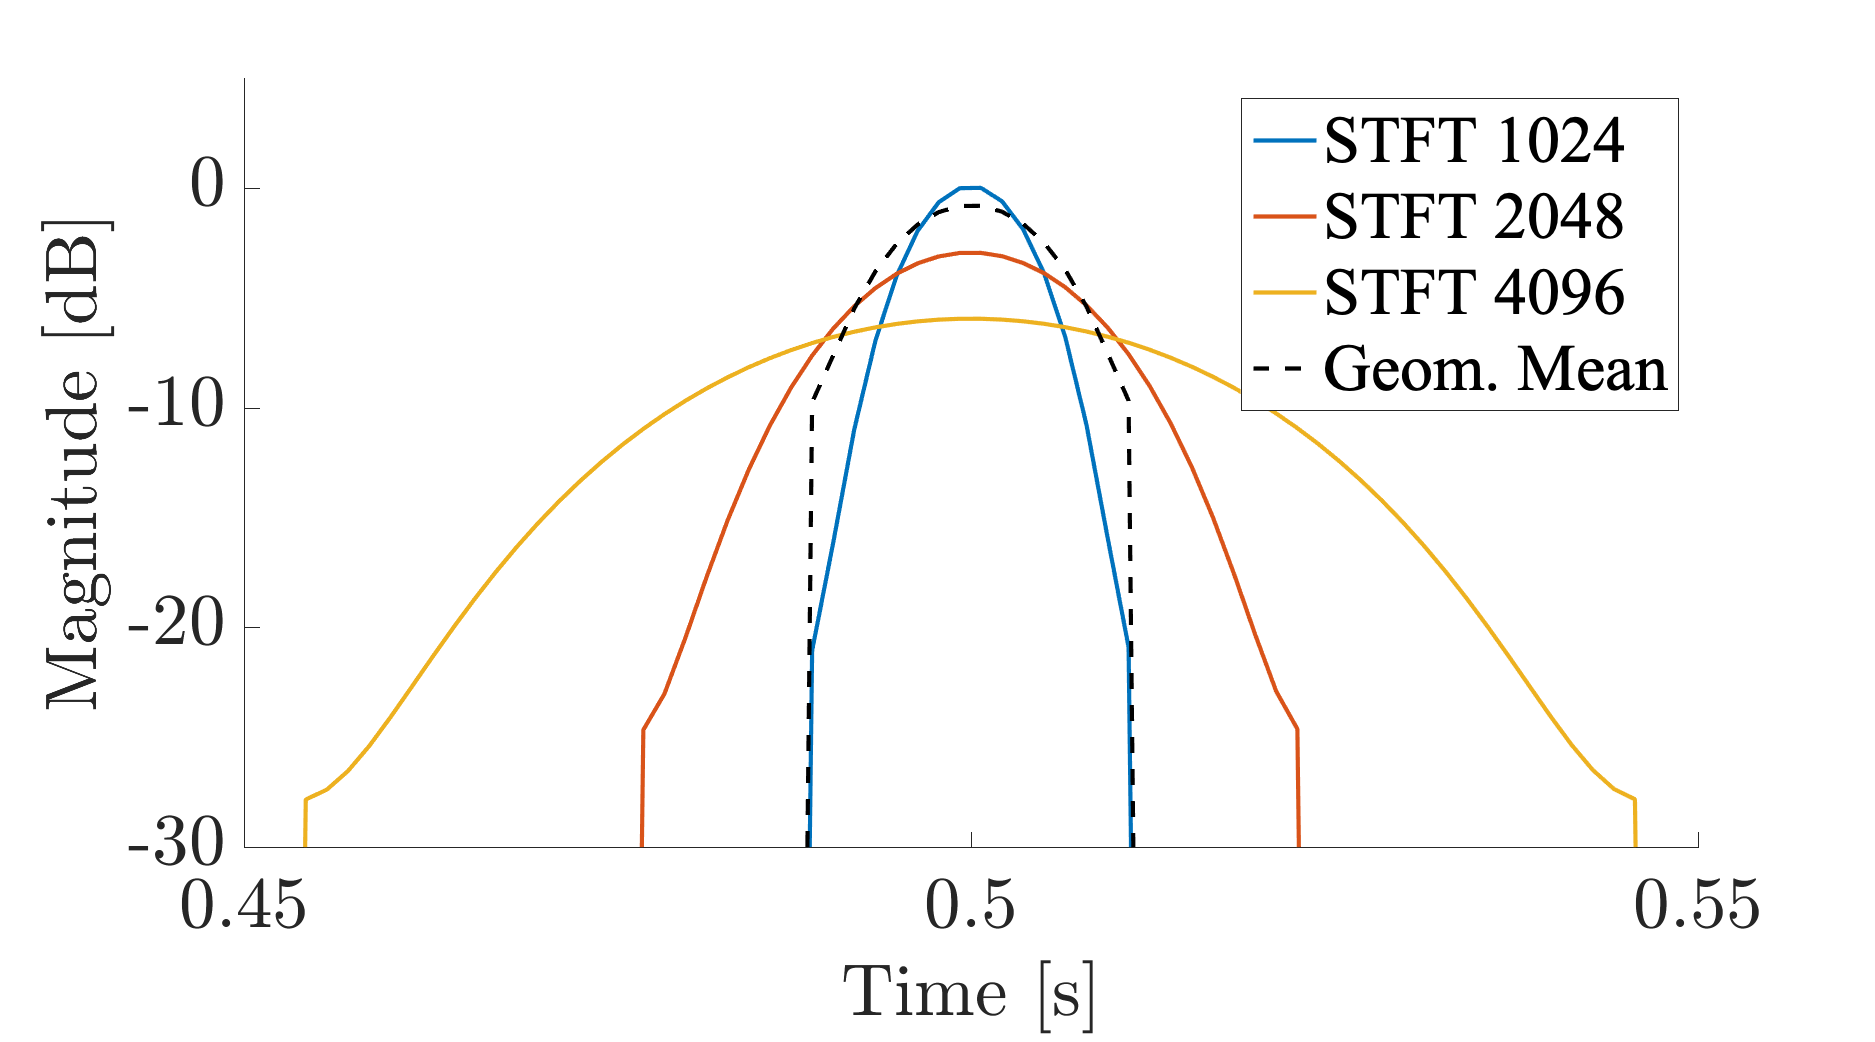 Magnitude [dB]
0
-10
-20
-30
0.45
0.5
0.55
Time [s]
STFT 1024
STFT 2048
STFT 4096
Geom. Mean